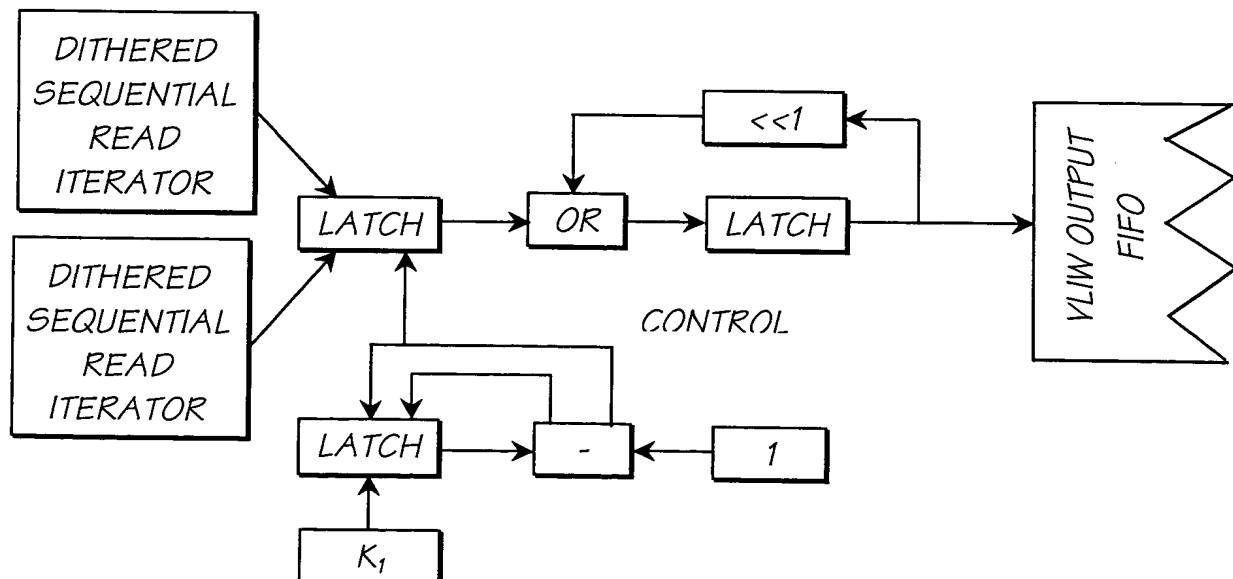 DITHERED
SEQUENTIAL
READ
ITERATOR
DITHERED
SEQUENTIAL
READ
ITERATOR
LATCH
<<1
OR
LATCH
VLIW OUTPUT
FIFO
CONTROL
LATCH
-
1
K₁